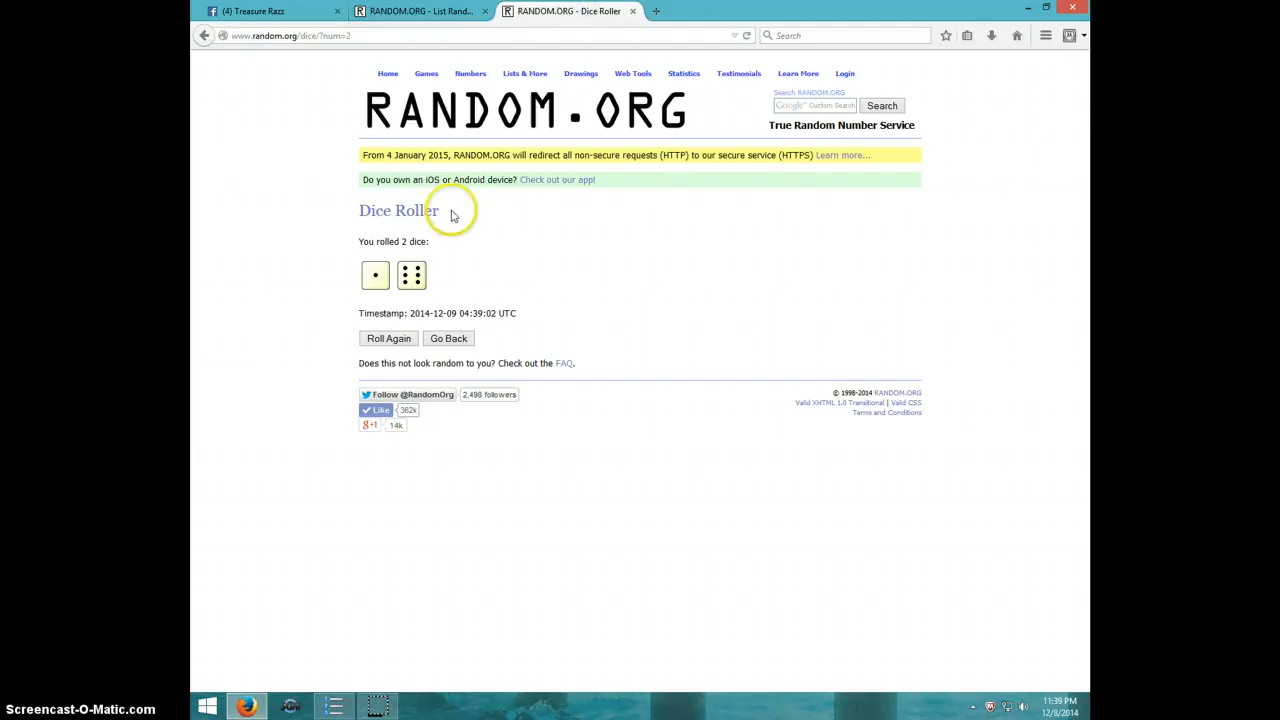 (4) Treasure Razz
RANDOM.ORG - List Rand...
RANDOM.ORG - Dice Roller
www.random.org/dice/?num=2
Search
Home Games Numbers Lists & More Drawings Web Tools Statistics Testimonials Learn More Login
Search RANDOM.ORG
Google™ Custom Search
Search
RANDOM.ORG
True Random Number Service
From 4 January 2015, RANDOM.ORG will redirect all non-secure requests (HTTP) to our secure service (HTTPS) Learn more...
Do you own an iOS or Android device? Check out our app!
Dice Roller
You rolled 2 dice:
Timestamp: 2014-12-09 04:39:02 UTC
Roll Again Go Back
Does this not look random to you? Check out the FAQ.
Follow @RandomOrg 2,498 followers
Like 362k
g+1 14k
© 1998-2014 RANDOM.ORG
Valid XHTML 1.0 Transitional | Valid CSS
Terms and Conditions
11:39 PM
12/8/2014
Screencast-O-Matic.com